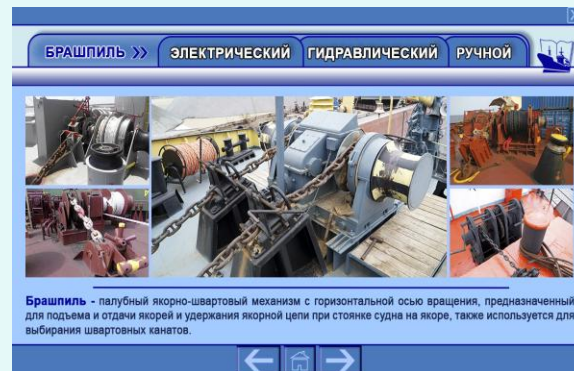 БРАШПИЛЬ >> ЭЛЕКТРИЧЕСКИЙ ГИДРАВЛИЧЕСКИЙ РУЧНОЙ
Брашпиль - палубный якорно-швартовый механизм с горизонтальной осью вращения, предназначенный
для подъема и отдачи якорей и удержания якорной цепи при стоянке судна на якоре, также используется для
выбирания швартовных канатов.